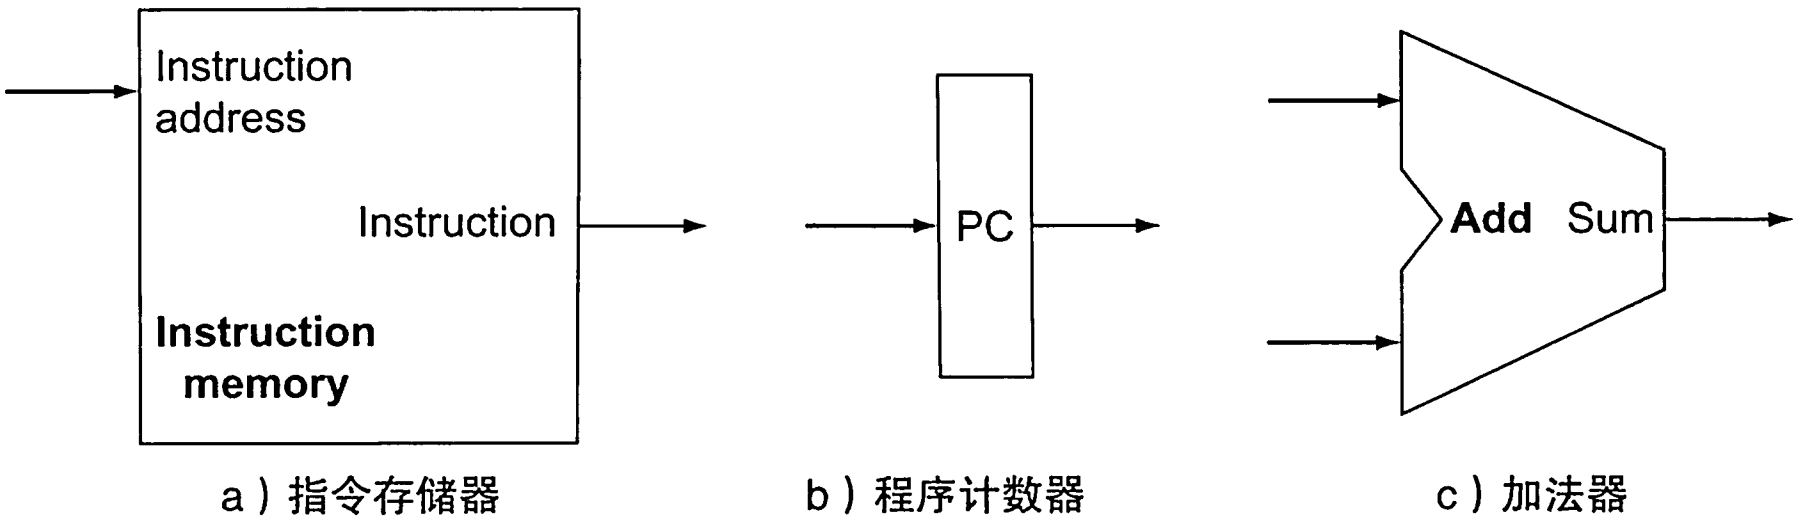 Instruction
address
Instruction
Instruction
memory
PC
Add Sum
a）指令存储器
b）程序计数器
c）加法器